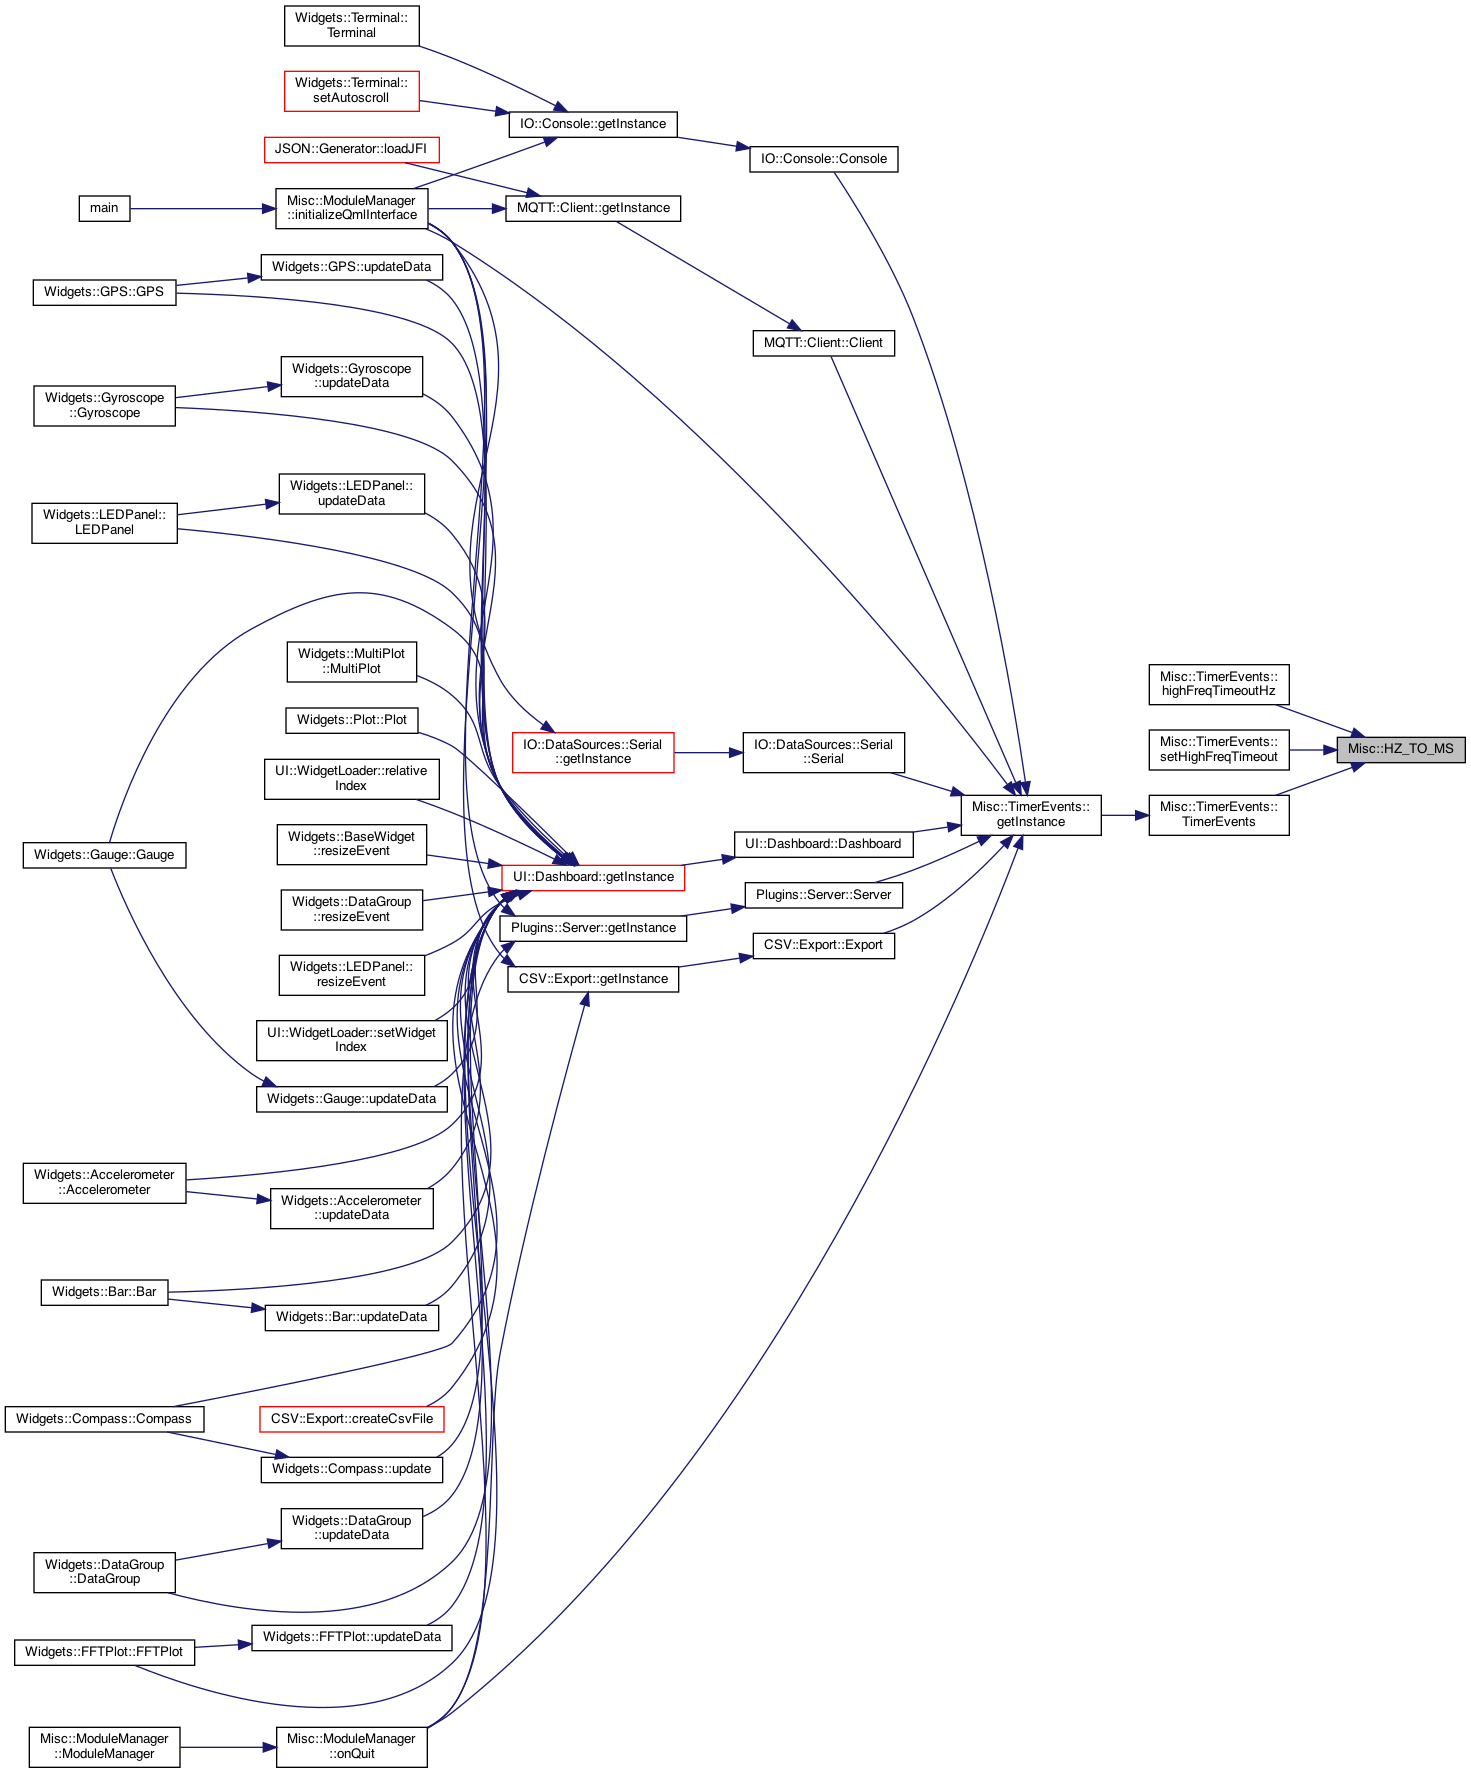 Widgets::Terminal::
Terminal
Widgets::Terminal::
setAutoscroll
IO::Console::getInstance
JSON::Generator::loadJFI
IO::Console::Console
main
Misc::ModuleManager
::initializeQmlInterface
MQTT::Client::getInstance
Widgets::GPS::updateData
Widgets::GPS::GPS
MQTT::Client::Client
Widgets::Gyroscope
::updateData
Widgets::Gyroscope
::Gyroscope
Widgets::LEDPanel::
updateData
Widgets::LEDPanel::
LEDPanel
Widgets::MultiPlot
::MultiPlot
Misc::TimerEvents::
highFreqTimeoutHz
Widgets::Plot::Plot
IO::DataSources::Serial
::getInstance
IO::DataSources::Serial
::Serial
Misc::TimerEvents::
setHighFreqTimeout
Misc::HZ_TO_MS
UI::WidgetLoader::relative
Index
Misc::TimerEvents::
getInstance
Misc::TimerEvents::
TimerEvents
Widgets::BaseWidget
::resizeEvent
UI::Dashboard::Dashboard
Widgets::Gauge::Gauge
UI::Dashboard::getInstance
Plugins::Server::Server
Widgets::DataGroup
::resizeEvent
Plugins::Server::getInstance
CSV::Export::Export
Widgets::LEDPanel::
resizeEvent
CSV::Export::getInstance
UI::WidgetLoader::setWidget
Index
Widgets::Gauge::updateData
Widgets::Accelerometer
::Accelerometer
Widgets::Accelerometer
::updateData
Widgets::Bar::Bar
Widgets::Bar::updateData
Widgets::Compass::Compass
CSV::Export::createCsvFile
Widgets::Compass::update
Widgets::DataGroup
::updateData
Widgets::DataGroup
::DataGroup
Widgets::FFTPlot::updateData
Widgets::FFTPlot::FFTPlot
Misc::ModuleManager
::ModuleManager
Misc::ModuleManager
::onQuit